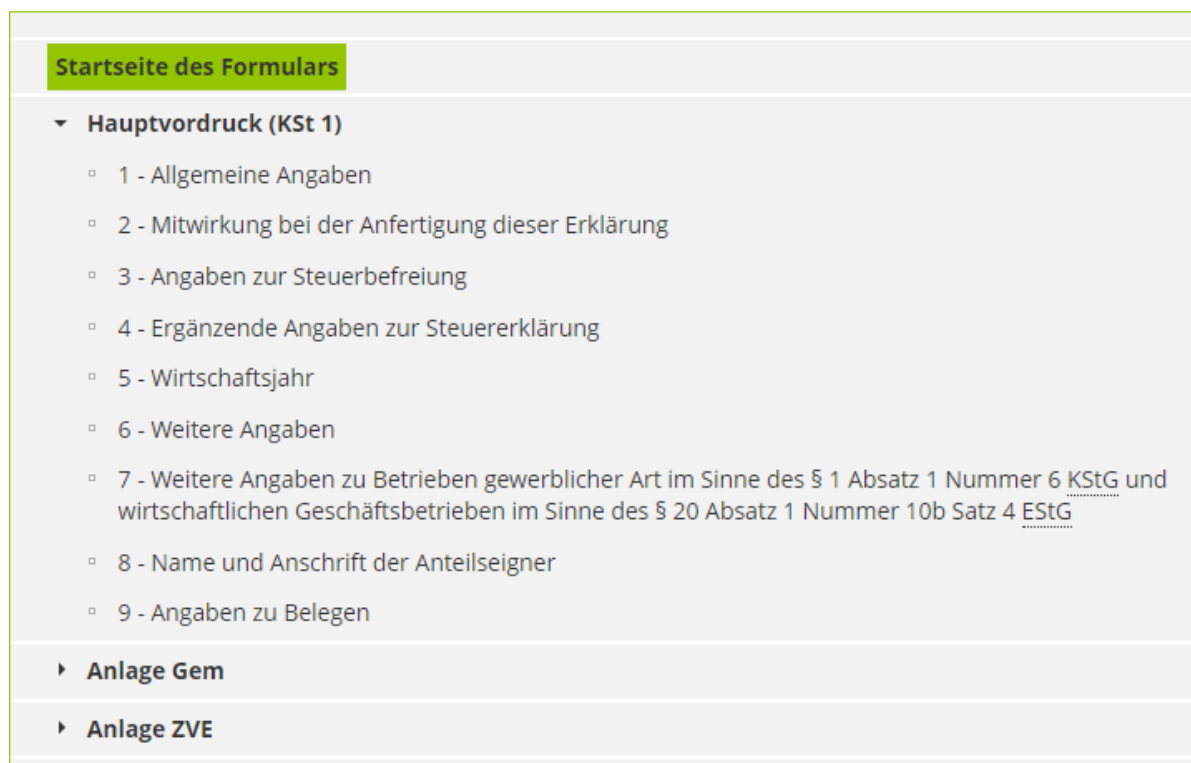 Startseite des Formulars
Hauptvordruck (KSt 1)
1 - Allgemeine Angaben
2 - Mitwirkung bei der Anfertigung dieser Erklärung
3 - Angaben zur Steuerbefreiung
4 - Ergänzende Angaben zur Steuererklärung
5 - Wirtschaftsjahr
6 - Weitere Angaben
7 - Weitere Angaben zu Betrieben gewerblicher Art im Sinne des § 1 Absatz 1 Nummer 6 KStG und
wirtschaftlichen Geschäftsbetrieben im Sinne des § 20 Absatz 1 Nummer 10b Satz 4 EStG
8 - Name und Anschrift der Anteilseigner
9 - Angaben zu Belegen
Anlage Gem
Anlage ZVE